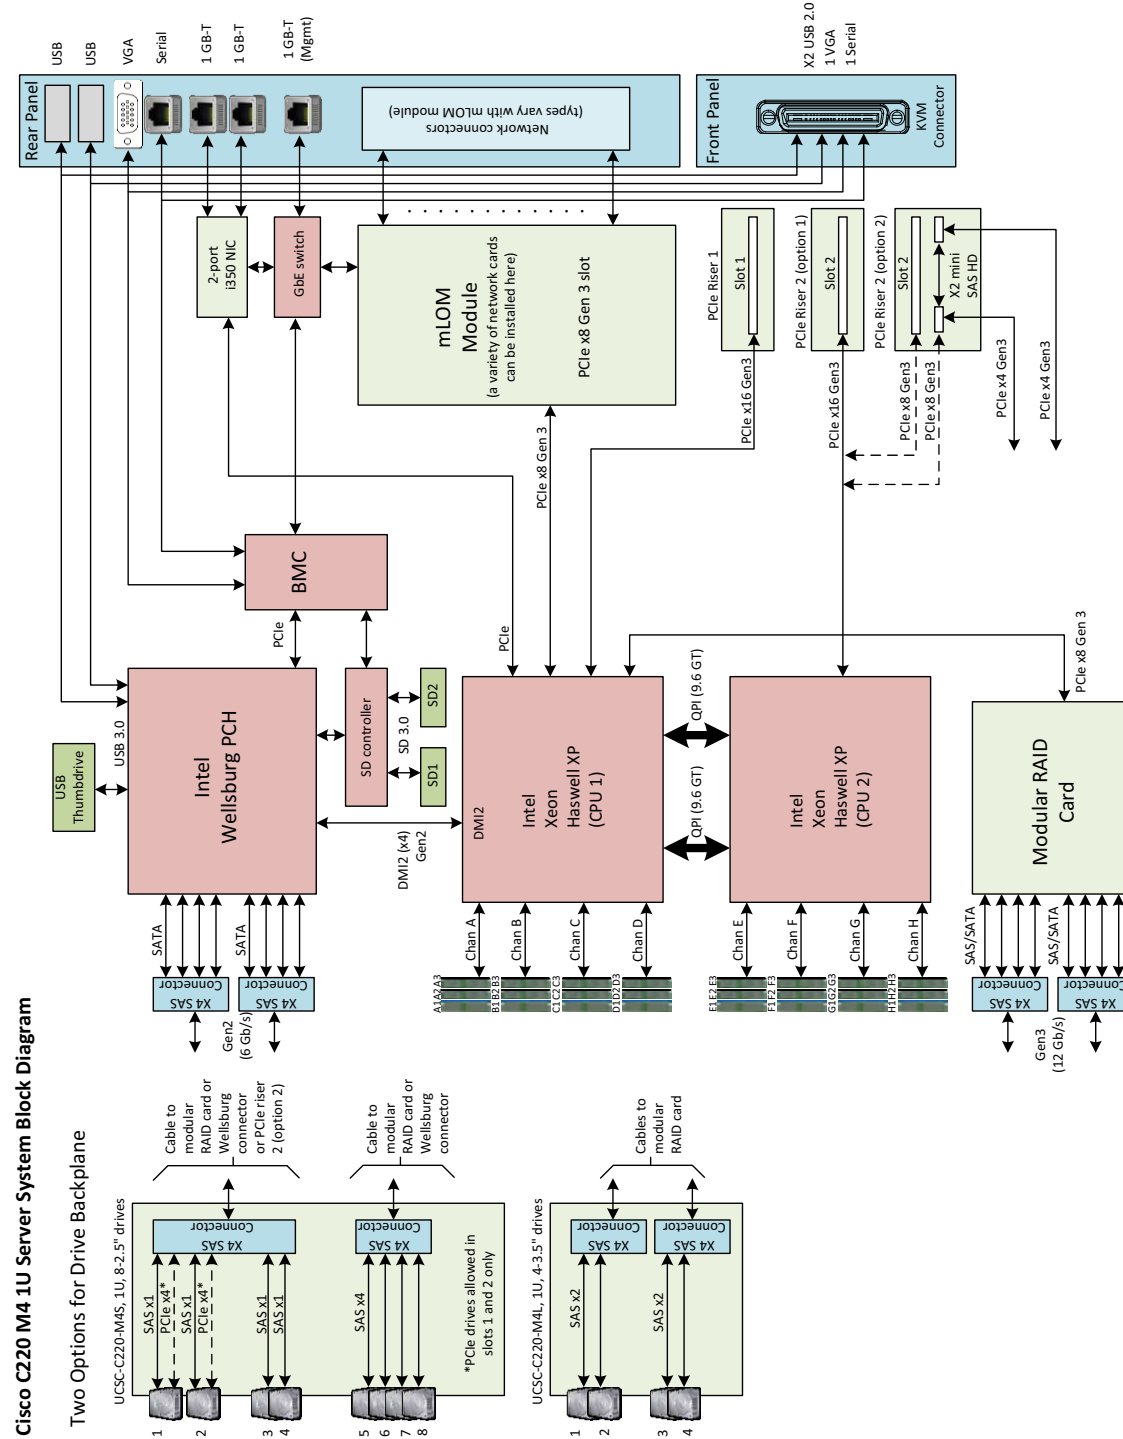 Cisco C220 M4 1U Server System Block Diagram
Two Options for Drive Backplane
UCSC-C220-M4S, 1U, 8-2.5" drives
1
2
3
4
5
6
7
8
SAS x1
PCIe x4*
SAS x1
PCIe x4*
SAS x1
SAS x1
SAS x4
X4 SAS
Connector
X4 SAS
Connector
*PCIe drives allowed in
slots 1 and 2 only
Cable to
modular
RAID card or
Wellsburg
connector
or PCIe riser
2 (option 2)
Cable to
modular
RAID card or
Wellsburg
connector
UCSC-C220-M4L, 1U, 4-3.5" drives
1
2
3
4
SAS x2
SAS x2
X4 SAS
Connector
X4 SAS
Connector
Cables to
modular
RAID card
Gen2
(6 Gb/s)
X4 SAS
Connector
X4 SAS
Connector
SATA
SATA
USB
Thumbdrive
USB 3.0
Intel
Wellsburg PCH
PCIe
BMC
SD controller
SD 3.0
SD1
SD2
DMI2 (x4)
Gen2
DMI2
Intel
Xeon
Haswell XP
(CPU 1)
PCIe
PCIe x8 Gen 3
A1A2A3
B1B2B3
C1C2C3
D1D2D3
Chan A
Chan B
Chan C
Chan D
QPI (9.6 GT)
QPI (9.6 GT)
Intel
Xeon
Haswell XP
(CPU 2)
E1E2E3
F1F2 F3
G1G2G3
H1H2H3
Chan E
Chan F
Chan G
Chan H
Gen3
(12 Gb/s)
X4 SAS
Connector
X4 SAS
Connector
SAS/SATA
SAS/SATA
Modular RAID
Card
PCIe x8 Gen 3
2-port
i350 NIC
GbE switch
mLOM
Module
(a variety of network cards
can be installed here)
PCIe x8 Gen 3 slot
PCIe Riser 1
Slot 1
PCIe x16 Gen3
PCIe Riser 2 (option 1)
Slot 2
PCIe x16 Gen3
PCIe Riser 2 (option 2)
Slot 2
X2 mini
SAS HD
PCIe x8 Gen3
PCIe x8 Gen3
PCIe x4 Gen3
PCIe x4 Gen3
Rear Panel
USB
USB
VGA
Serial
1 GB-T
1 GB-T
1 GB-T
(Mgmt)
Network connectors
(types vary with mLOM module)
Front Panel
KVM
Connector
X2 USB 2.0
1 VGA
1 Serial